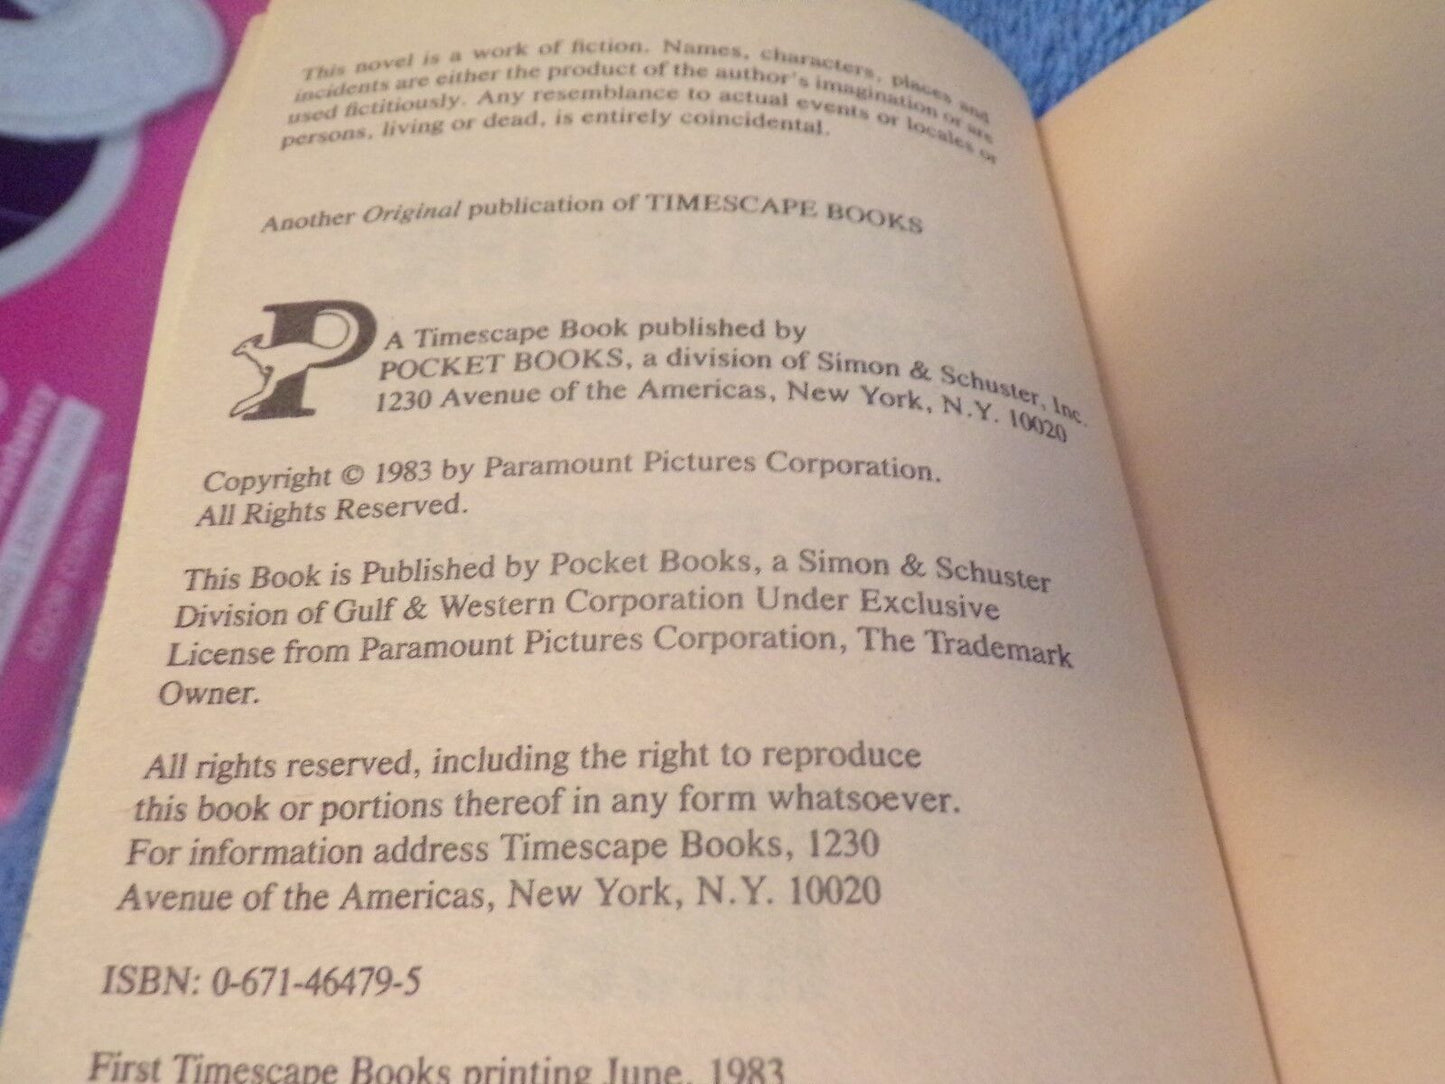 This novel is a work of fiction. Names, characters, places and
incidents are either the product of the author's imagination or are
used fictitiously. Any resemblance to actual events or locales or
persons, living or dead, is entirely coincidental.
Another Original publication of TIMESCAPE BOOKS
P
A Timescape Book published by
POCKET BOOKS, a division of Simon & Schuster, Inc.
1230 Avenue of the Americas, New York, N.Y. 10020
Copyright © 1983 by Paramount Pictures Corporation.
All Rights Reserved.
This Book is Published by Pocket Books, a Simon & Schuster
Division of Gulf & Western Corporation Under Exclusive
License from Paramount Pictures Corporation, The Trademark
Owner.
All rights reserved, including the right to reproduce
this book or portions thereof in any form whatsoever.
For information address Timescape Books, 1230
Avenue of the Americas, New York, N.Y. 10020
ISBN: 0-671-46479-5
First Timescape Books printing June, 1983